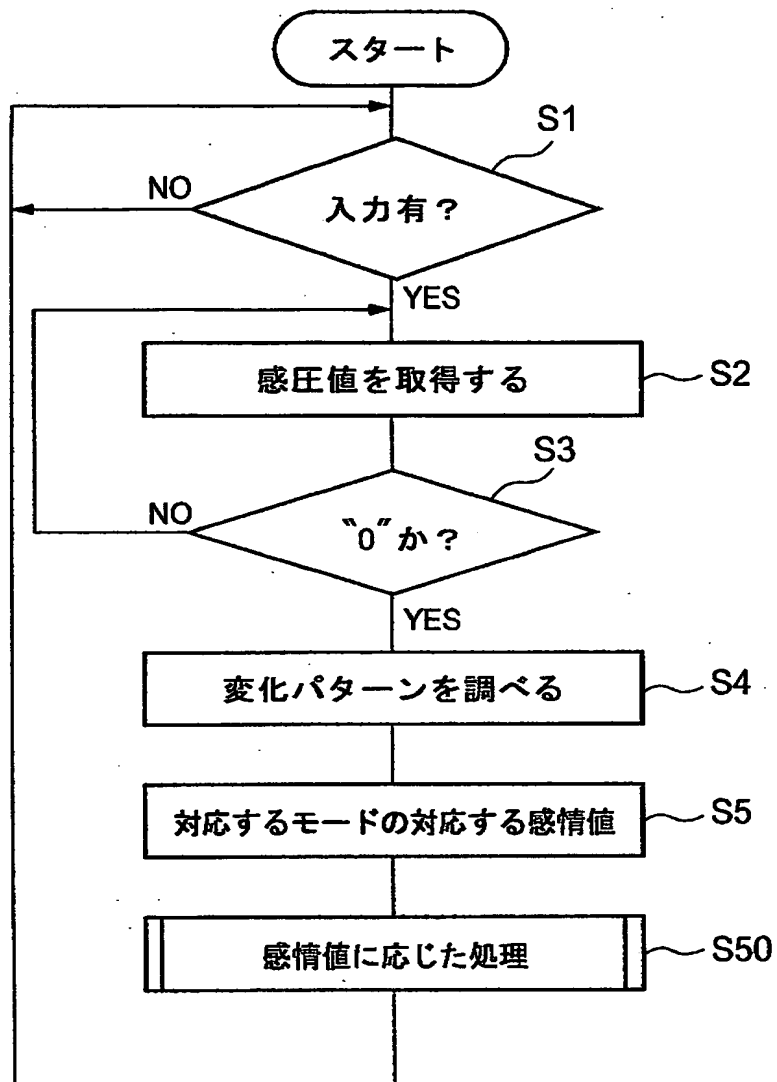 スタート
S1
NO
入力有?
YES
感圧値を取得する
S2
S3
NO
〝0〟か?
YES
変化パターンを調べる
S4
対応するモードの対応する感情値
S5
感情値に応じた処理
S50